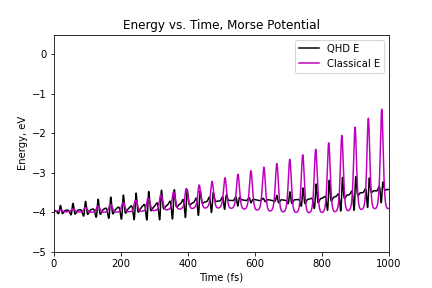 Energy vs. Time, Morse Potential
QHD E
Classical E
Energy, eV
0
−1
−2
−3
−4
−5
0 200 400 600 800 1000
Time (fs)